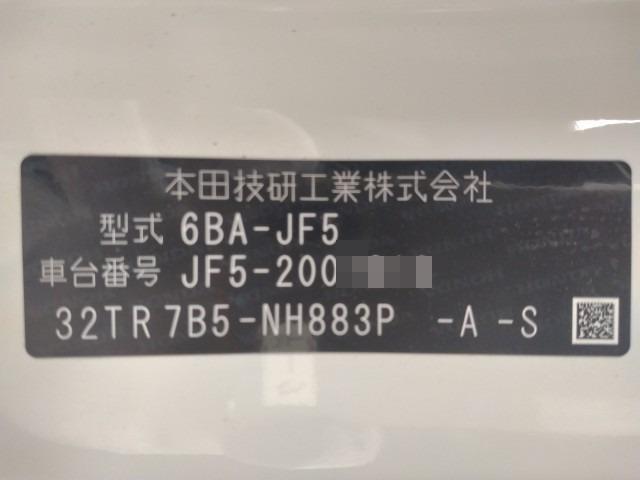 本田技研工業株式会社
型式 6BA-JF5
車台番号 JF5-200
32TR 7B5-NH883P -A -S